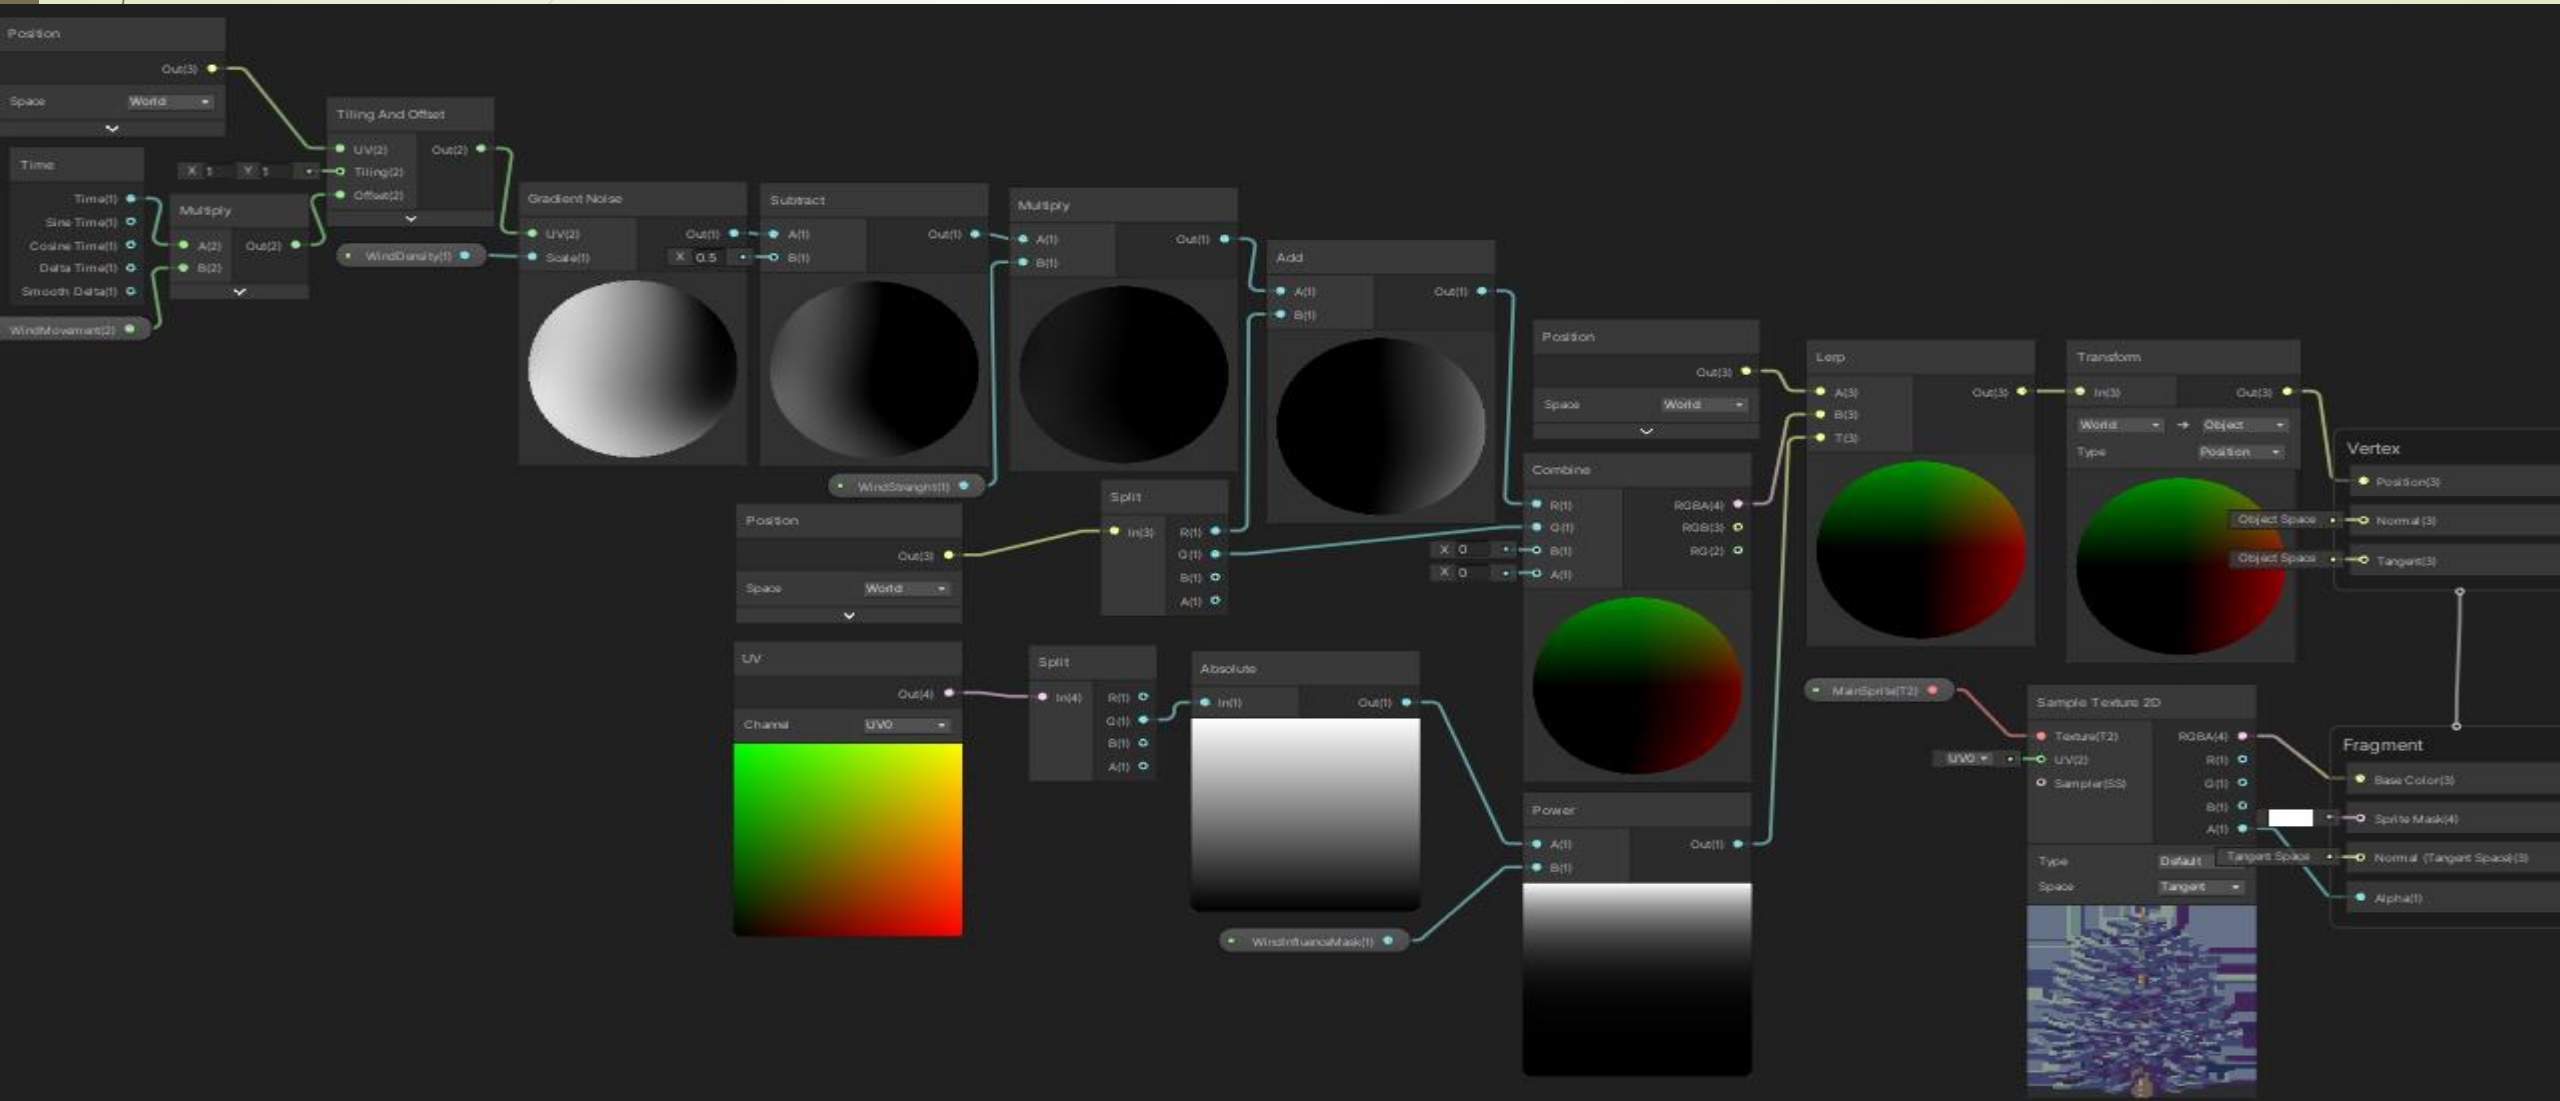 Position
Out(3)
Space World
Time
Time(1)
Sine Time(1)
Cosine Time(1)
Delta Time(1)
Smooth Delta(1)
WindMovement(2)
X 1 Y 1
Multiply
A(2) Out(2)
B(2)
Tiling And Offset
UV(2) Out(2)
Tiling(2)
Offset(2)
WindDensity(1)
Gradient Noise
UV(2) Out(1)
Scale(1)
X 0.5
Subtract
A(1) Out(1)
B(1)
WindStrenght(1)
Multiply
A(1) Out(1)
B(1)
Add
A(1) Out(1)
B(1)
Position
Out(3)
Space World
Split
In(3) R(1)
G(1)
B(1)
A(1)
UV
Out(4)
Channel UV0
Split
In(4) R(1)
G(1)
B(1)
A(1)
Absolute
In(1) Out(1)
WindInfluenceMask(1)
Position
Out(3)
Space World
X 0
X 0
Combine
R(1) RGBA(4)
G(1) RGB(3)
B(1) RG(2)
A(1)
Power
A(1) Out(1)
B(1)
Lerp
A(3) Out(3)
B(3)
T(3)
Transform
In(3) Out(3)
World → Object
Type Position
MainSprite(T2)
UV0
Sample Texture 2D
Texture(T2) RGBA(4)
UV(2) R(1)
Sampler(SS) G(1)
B(1)
A(1)
Type Default
Space Tangent
Vertex
Position(3)
Object Space Normal(3)
Object Space Tangent(3)
Fragment
Base Color(3)
Sprite Mask(4)
Tangent Space Normal (Tangent Space)(3)
Alpha(1)